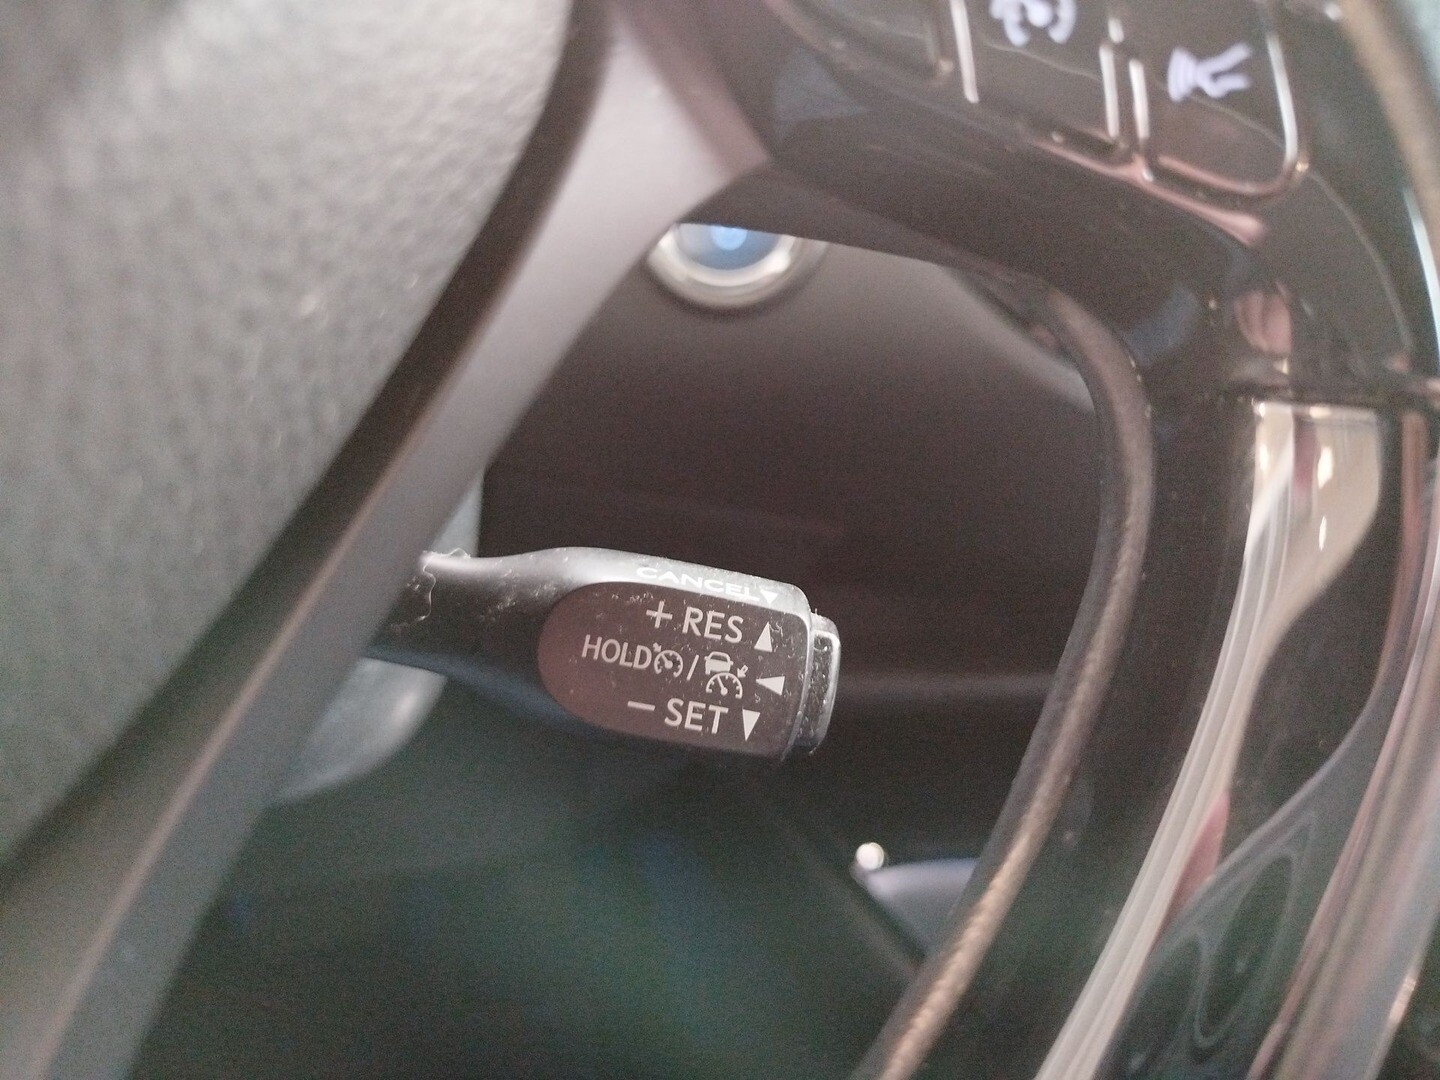 CANCEL
+ RES
HOLD /
− SET